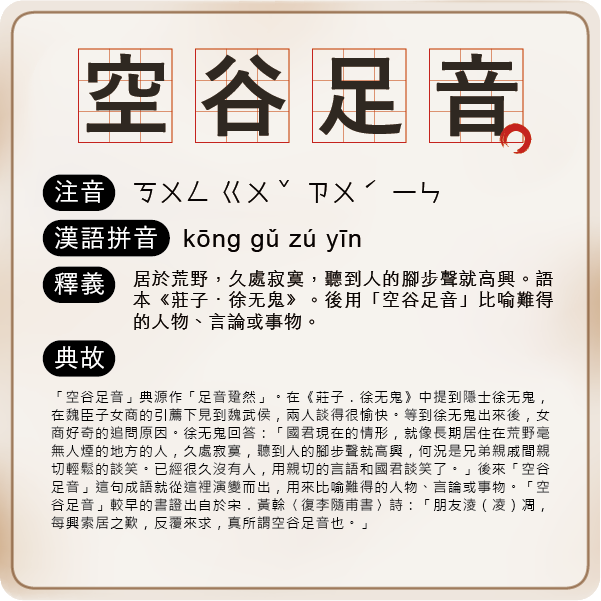 空谷足音
注音 ㄎㄨㄥ ㄍㄨˇ ㄗㄨˊ ㄧㄣ
漢語拼音 kōng gǔ zú yīn
釋義 居於荒野，久處寂寞，聽到人的腳步聲就高興。語
本《莊子．徐无鬼》。後用「空谷足音」比喻難得
的人物、言論或事物。
典故
「空谷足音」典源作「足音跫然」。在《莊子．徐无鬼》中提到隱士徐无鬼，
在魏臣子女商的引薦下見到魏武侯，兩人談得很愉快。等到徐无鬼出來後，女
商好奇的追問原因。徐无鬼回答：「國君現在的情形，就像長期居住在荒野毫
無人煙的地方的人，久處寂寞，聽到人的腳步聲就高興，何況是兄弟親戚間親
切輕鬆的談笑。已經很久沒有人，用親切的言語和國君談笑了。」後來「空谷
足音」這句成語就從這裡演變而出，用來比喻難得的人物、言論或事物。「空
谷足音」較早的書證出自於宋．黃榦〈復李隨甫書〉詩：「朋友淩（凌）凋，
每興索居之歎，反覆來求，真所謂空谷足音也。」